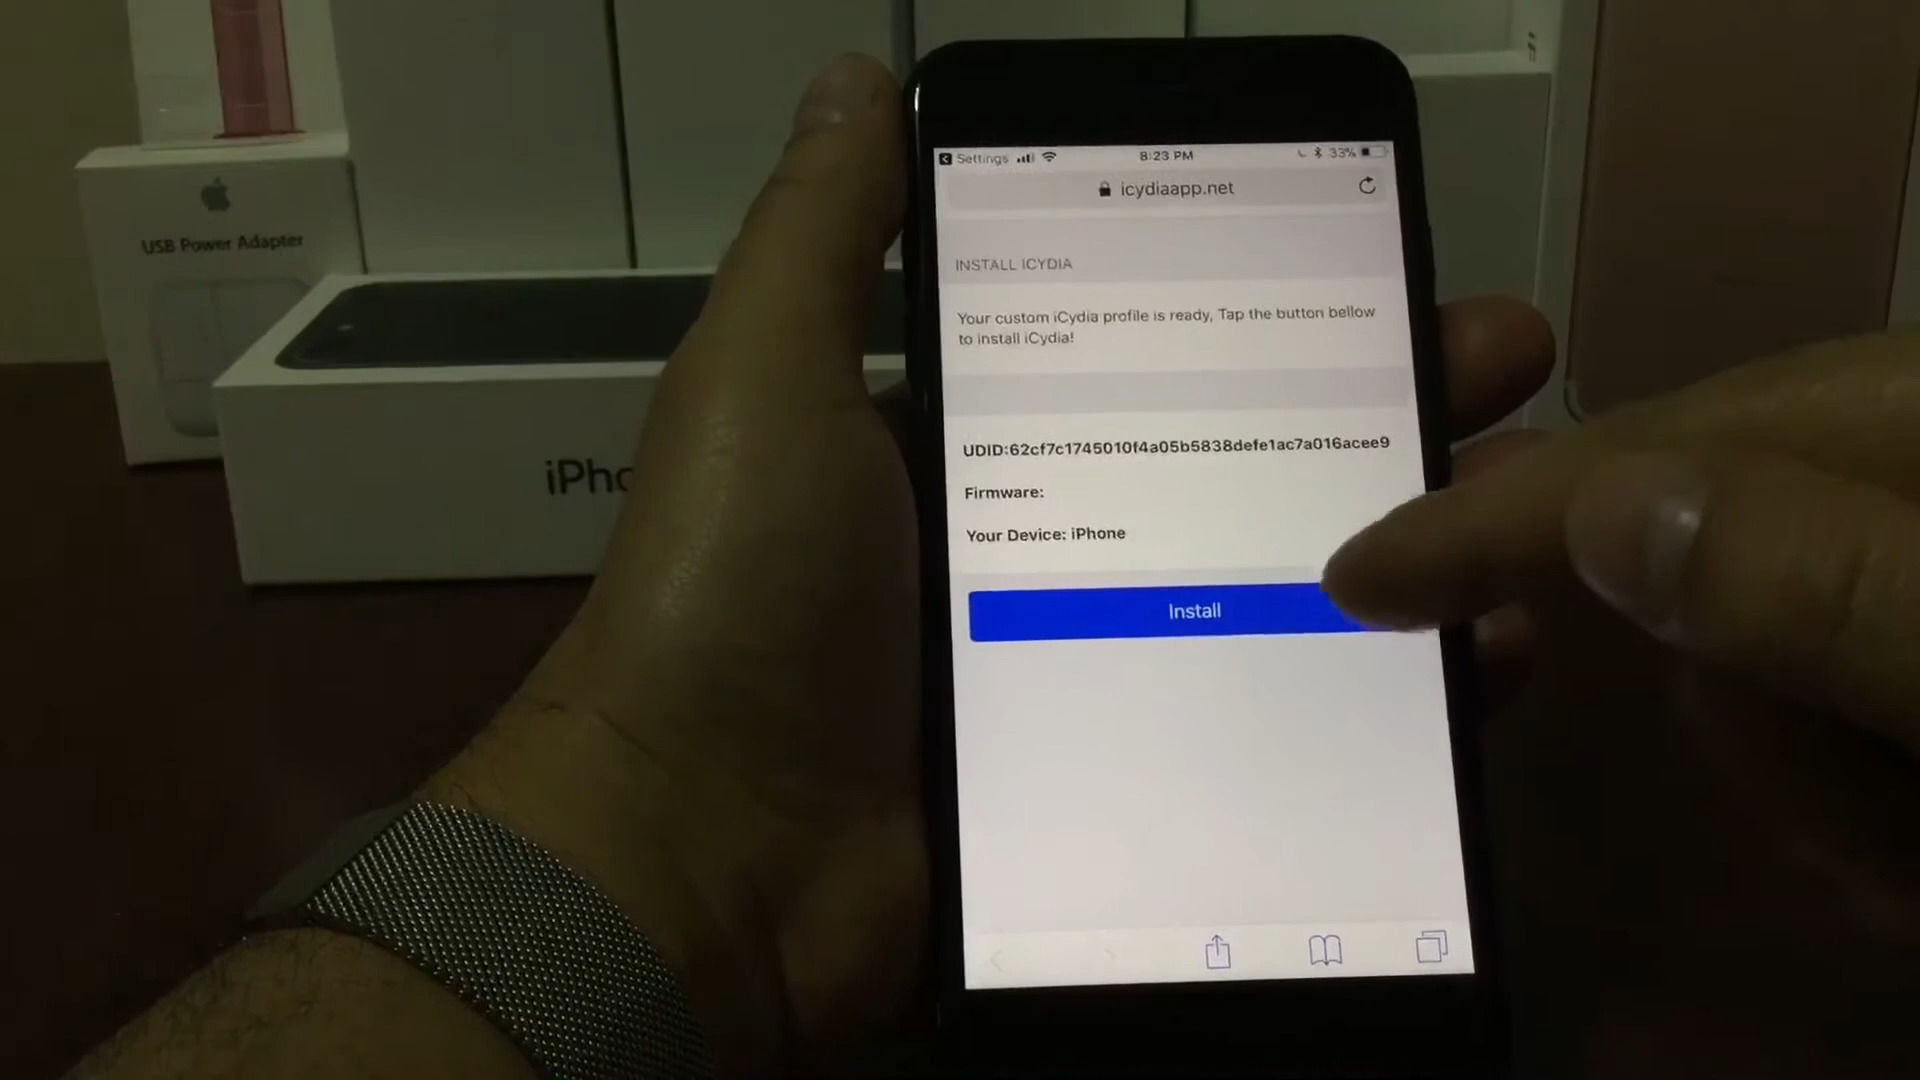 USB Power Adapter
iPho
Settings 8:23 PM 33%
icydiaapp.net
INSTALL iCYDIA
Your custom iCydia profile is ready, Tap the button bellow
to install iCydia!
UDID:62cf7c1745010f4a05b5838defe1ac7a016acee9
Firmware:
Your Device: iPhone
Install